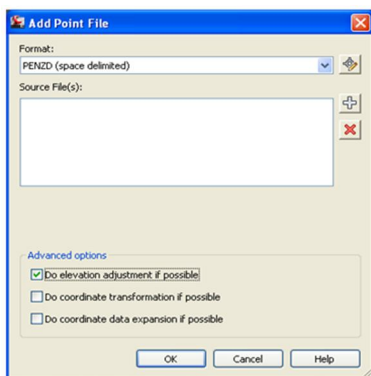 Add Point File
Format:
PENZD (space delimited)
Source File(s):
Advanced options
Do elevation adjustment if possible
Do coordinate transformation if possible
Do coordinate data expansion if possible
OK Cancel Help